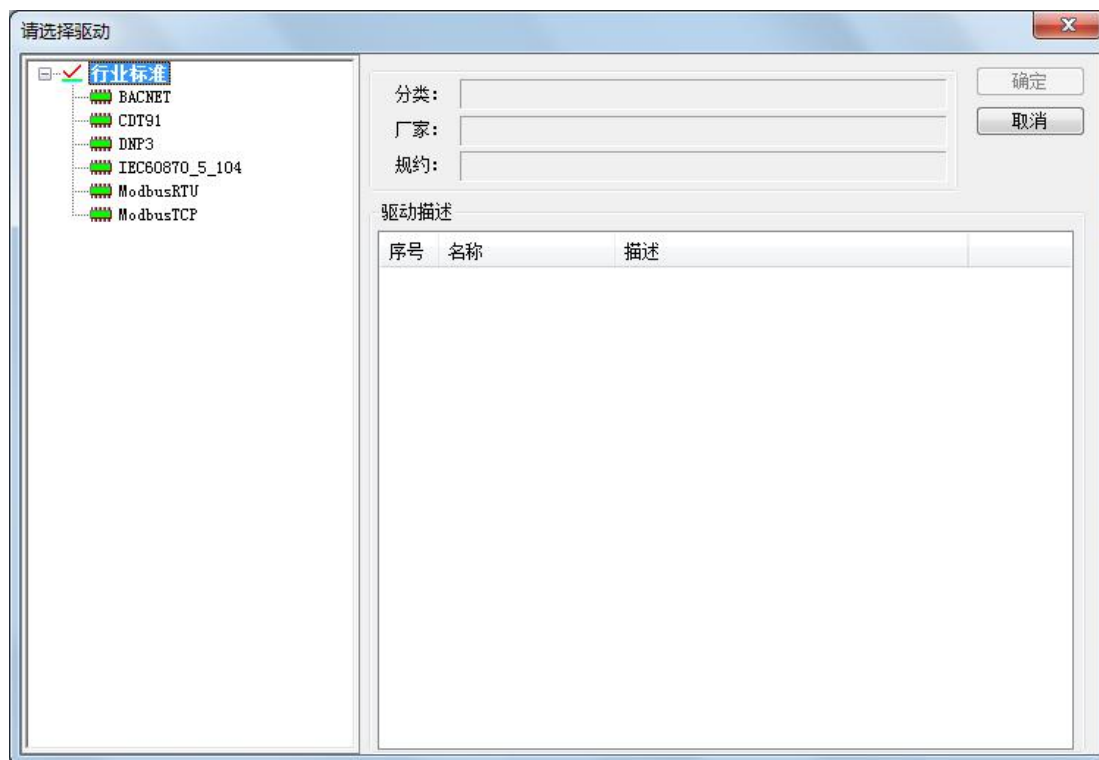 请选择驱动
行业标准
BACNET
CDT91
DNP3
IEC60870_5_104
ModbusRTU
ModbusTCP
分类:
厂家:
规约:
确定
取消
驱动描述
序号 名称 描述